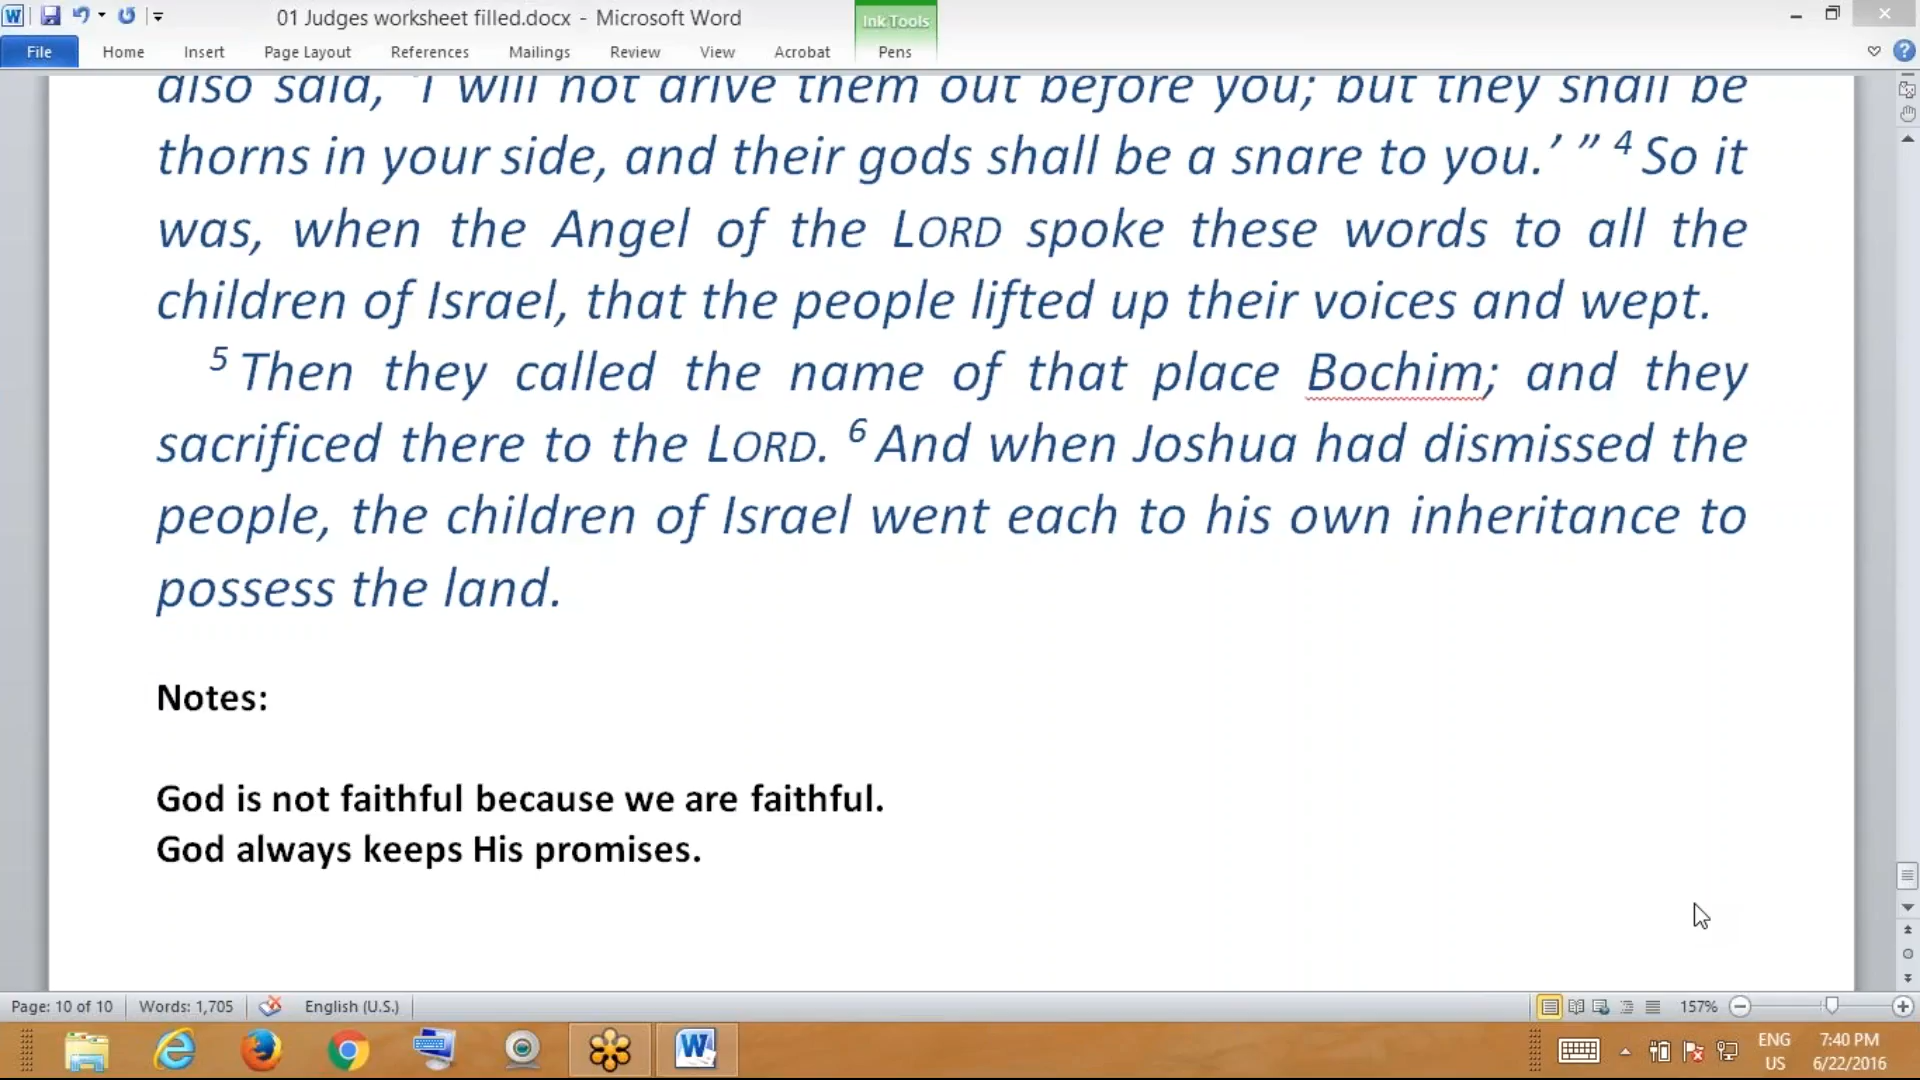 01 Judges worksheet filled.docx - Microsoft Word
Ink Tools
File Home Insert Page Layout References Mailings Review View Acrobat Pens
also said, ‘I will not drive them out before you; but they shall be
thorns in your side, and their gods shall be a snare to you.’ ” 4 So it
was, when the Angel of the LORD spoke these words to all the
children of Israel, that the people lifted up their voices and wept.
5 Then they called the name of that place Bochim; and they
sacrificed there to the LORD. 6 And when Joshua had dismissed the
people, the children of Israel went each to his own inheritance to
possess the land.
Notes:
God is not faithful because we are faithful.
God always keeps His promises.
Page: 10 of 10 Words: 1,705 English (U.S.) 157%
ENG 7:40 PM
US 6/22/2016